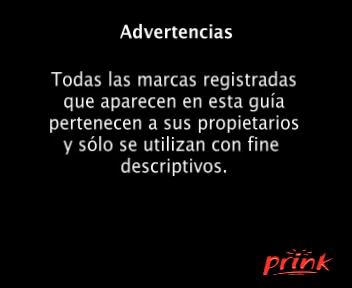 Advertencias
Todas las marcas registradas
que aparecen en esta guía
pertenecen a sus propietarios
y sólo se utilizan con fine
descriptivos.
prink